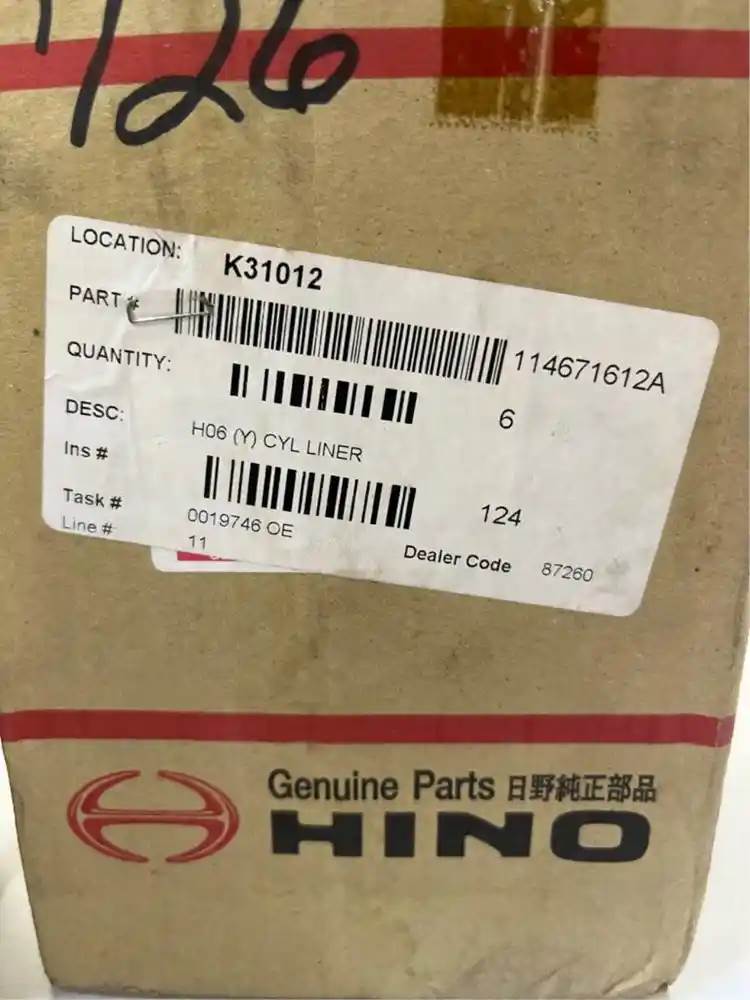 126
LOCATION: K31012
PART # 114671612A
QUANTITY: 6
DESC: H06 (Y) CYL LINER
Ins # 124
Task # 0019746 OE
Line # 11 Dealer Code 87260
Genuine Parts 日野純正部品
HINO